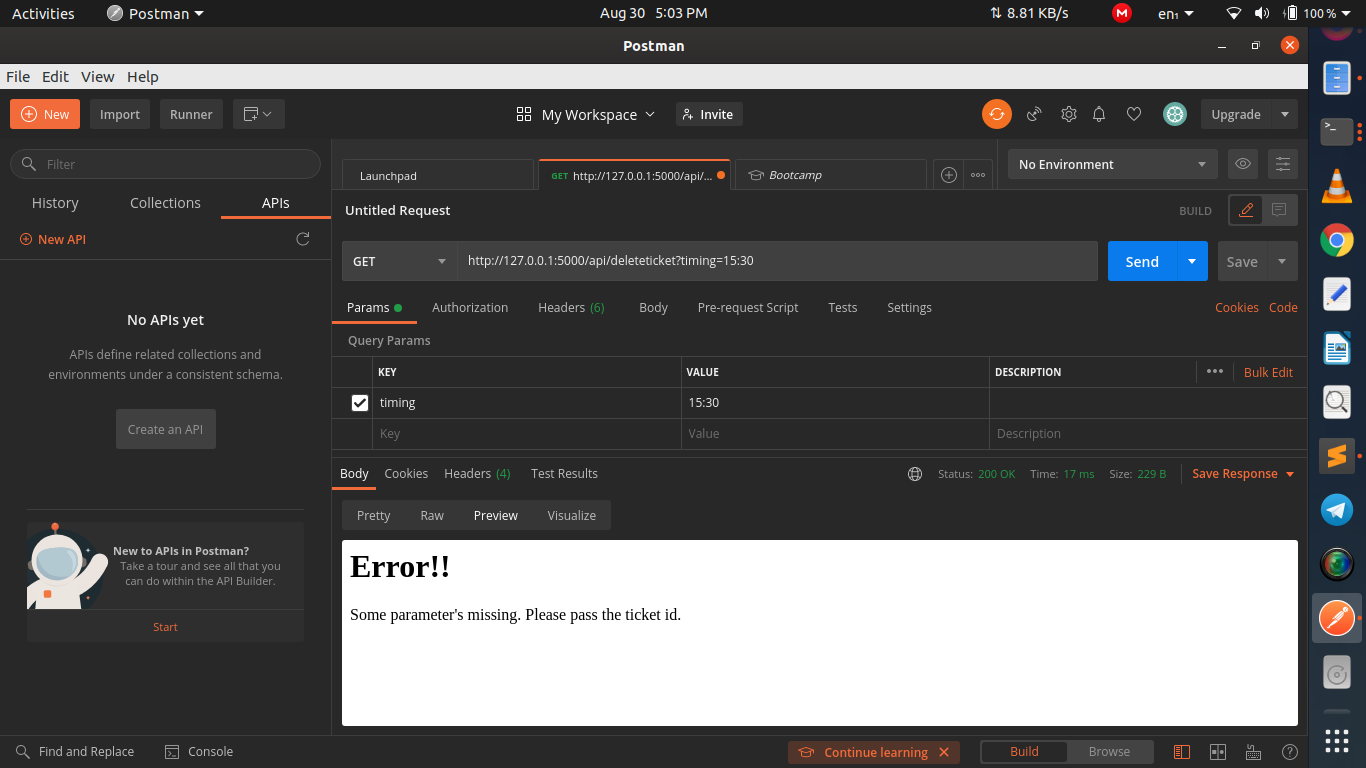 Activities Postman Aug 30 5:03 PM 8.81 KB/s M en₁ 100 %
Postman
File Edit View Help
New Import Runner My Workspace Invite Upgrade
Filter
History Collections APIs
New API
No APIs yet
APIs define related collections and
environments under a consistent schema.
Create an API
New to APIs in Postman?
Take a tour and see all that you
can do within the API Builder.
Start
Launchpad GET http://127.0.0.1:5000/api/... Bootcamp No Environment
Untitled Request BUILD
GET http://127.0.0.1:5000/api/deleteticket?timing=15:30 Send Save
Params Authorization Headers (6) Body Pre-request Script Tests Settings Cookies Code
Query Params
KEY VALUE DESCRIPTION Bulk Edit
timing 15:30
Key Value Description
Body Cookies Headers (4) Test Results Status: 200 OK Time: 17 ms Size: 229 B Save Response
Pretty Raw Preview Visualize
Error!!
Some parameter's missing. Please pass the ticket id.
Find and Replace Console Continue learning Build Browse